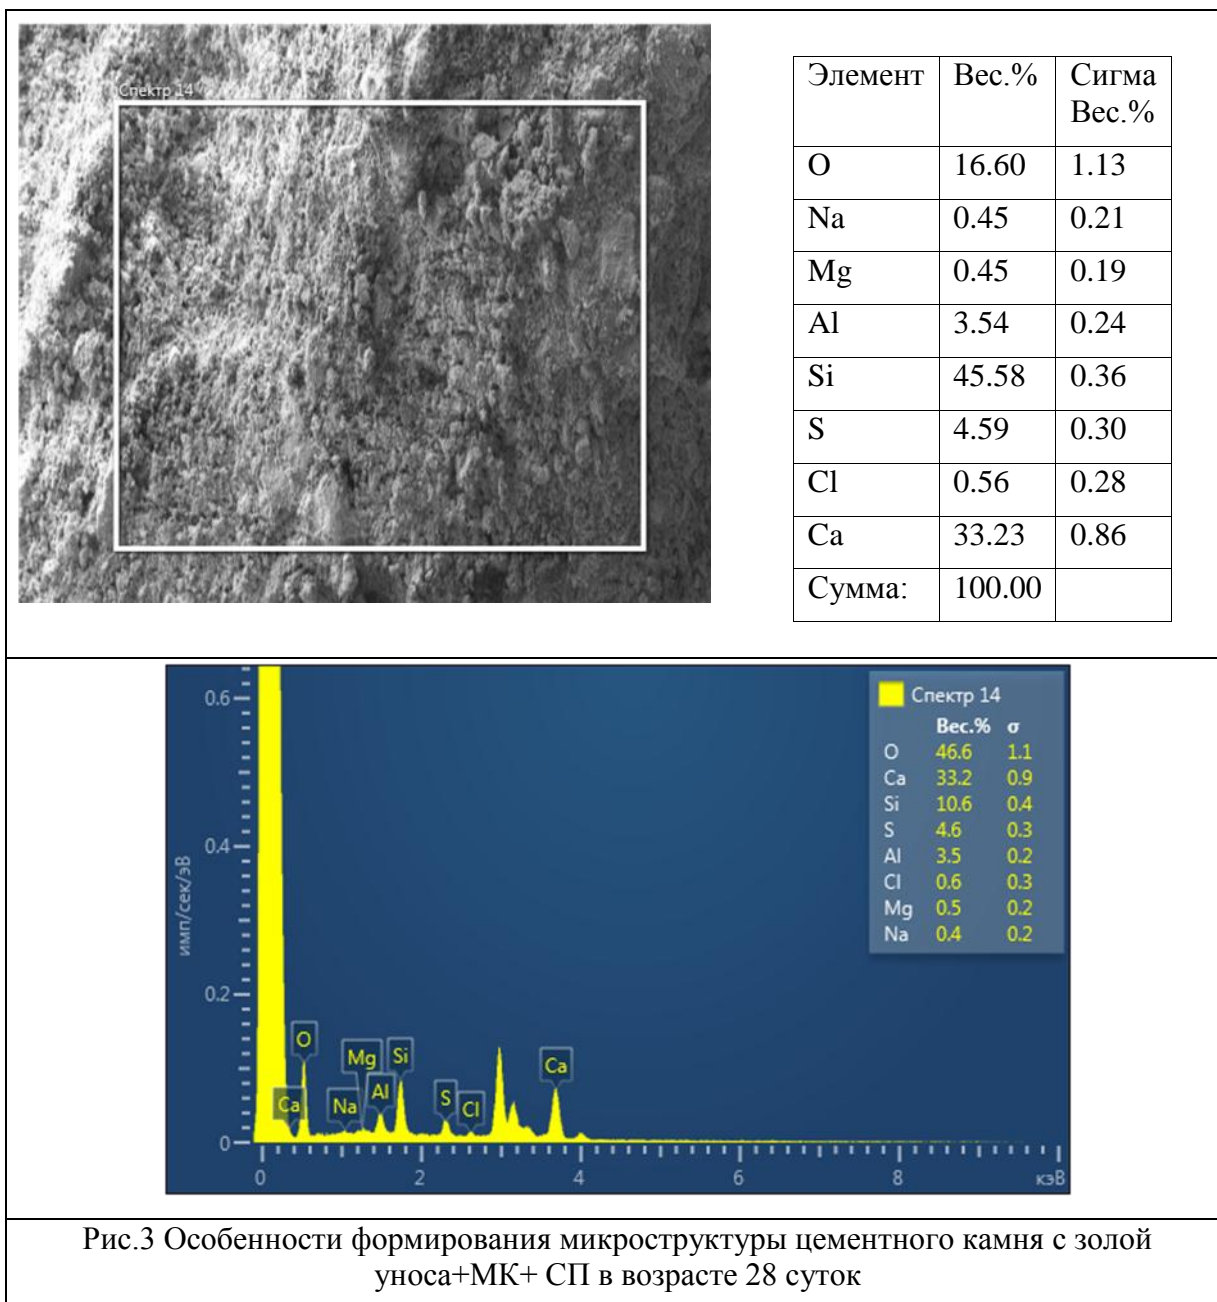 Спектр 14
Элемент Вес.% Сигма
Вес.%
O 16.60 1.13
Na 0.45 0.21
Mg 0.45 0.19
Al 3.54 0.24
Si 45.58 0.36
S 4.59 0.30
Cl 0.56 0.28
Ca 33.23 0.86
Сумма: 100.00
имп/сек/эВ
0.6
0.4
0.2
0
Ca
O
Na
Mg
Al
Si
S
Cl
Ca
0 2 4 6 8 кэВ
Спектр 14
Вес.% σ
O 46.6 1.1
Ca 33.2 0.9
Si 10.6 0.4
S 4.6 0.3
Al 3.5 0.2
Cl 0.6 0.3
Mg 0.5 0.2
Na 0.4 0.2
Рис.3 Особенности формирования микроструктуры цементного камня с золой
уноса+МК+ СП в возрасте 28 суток